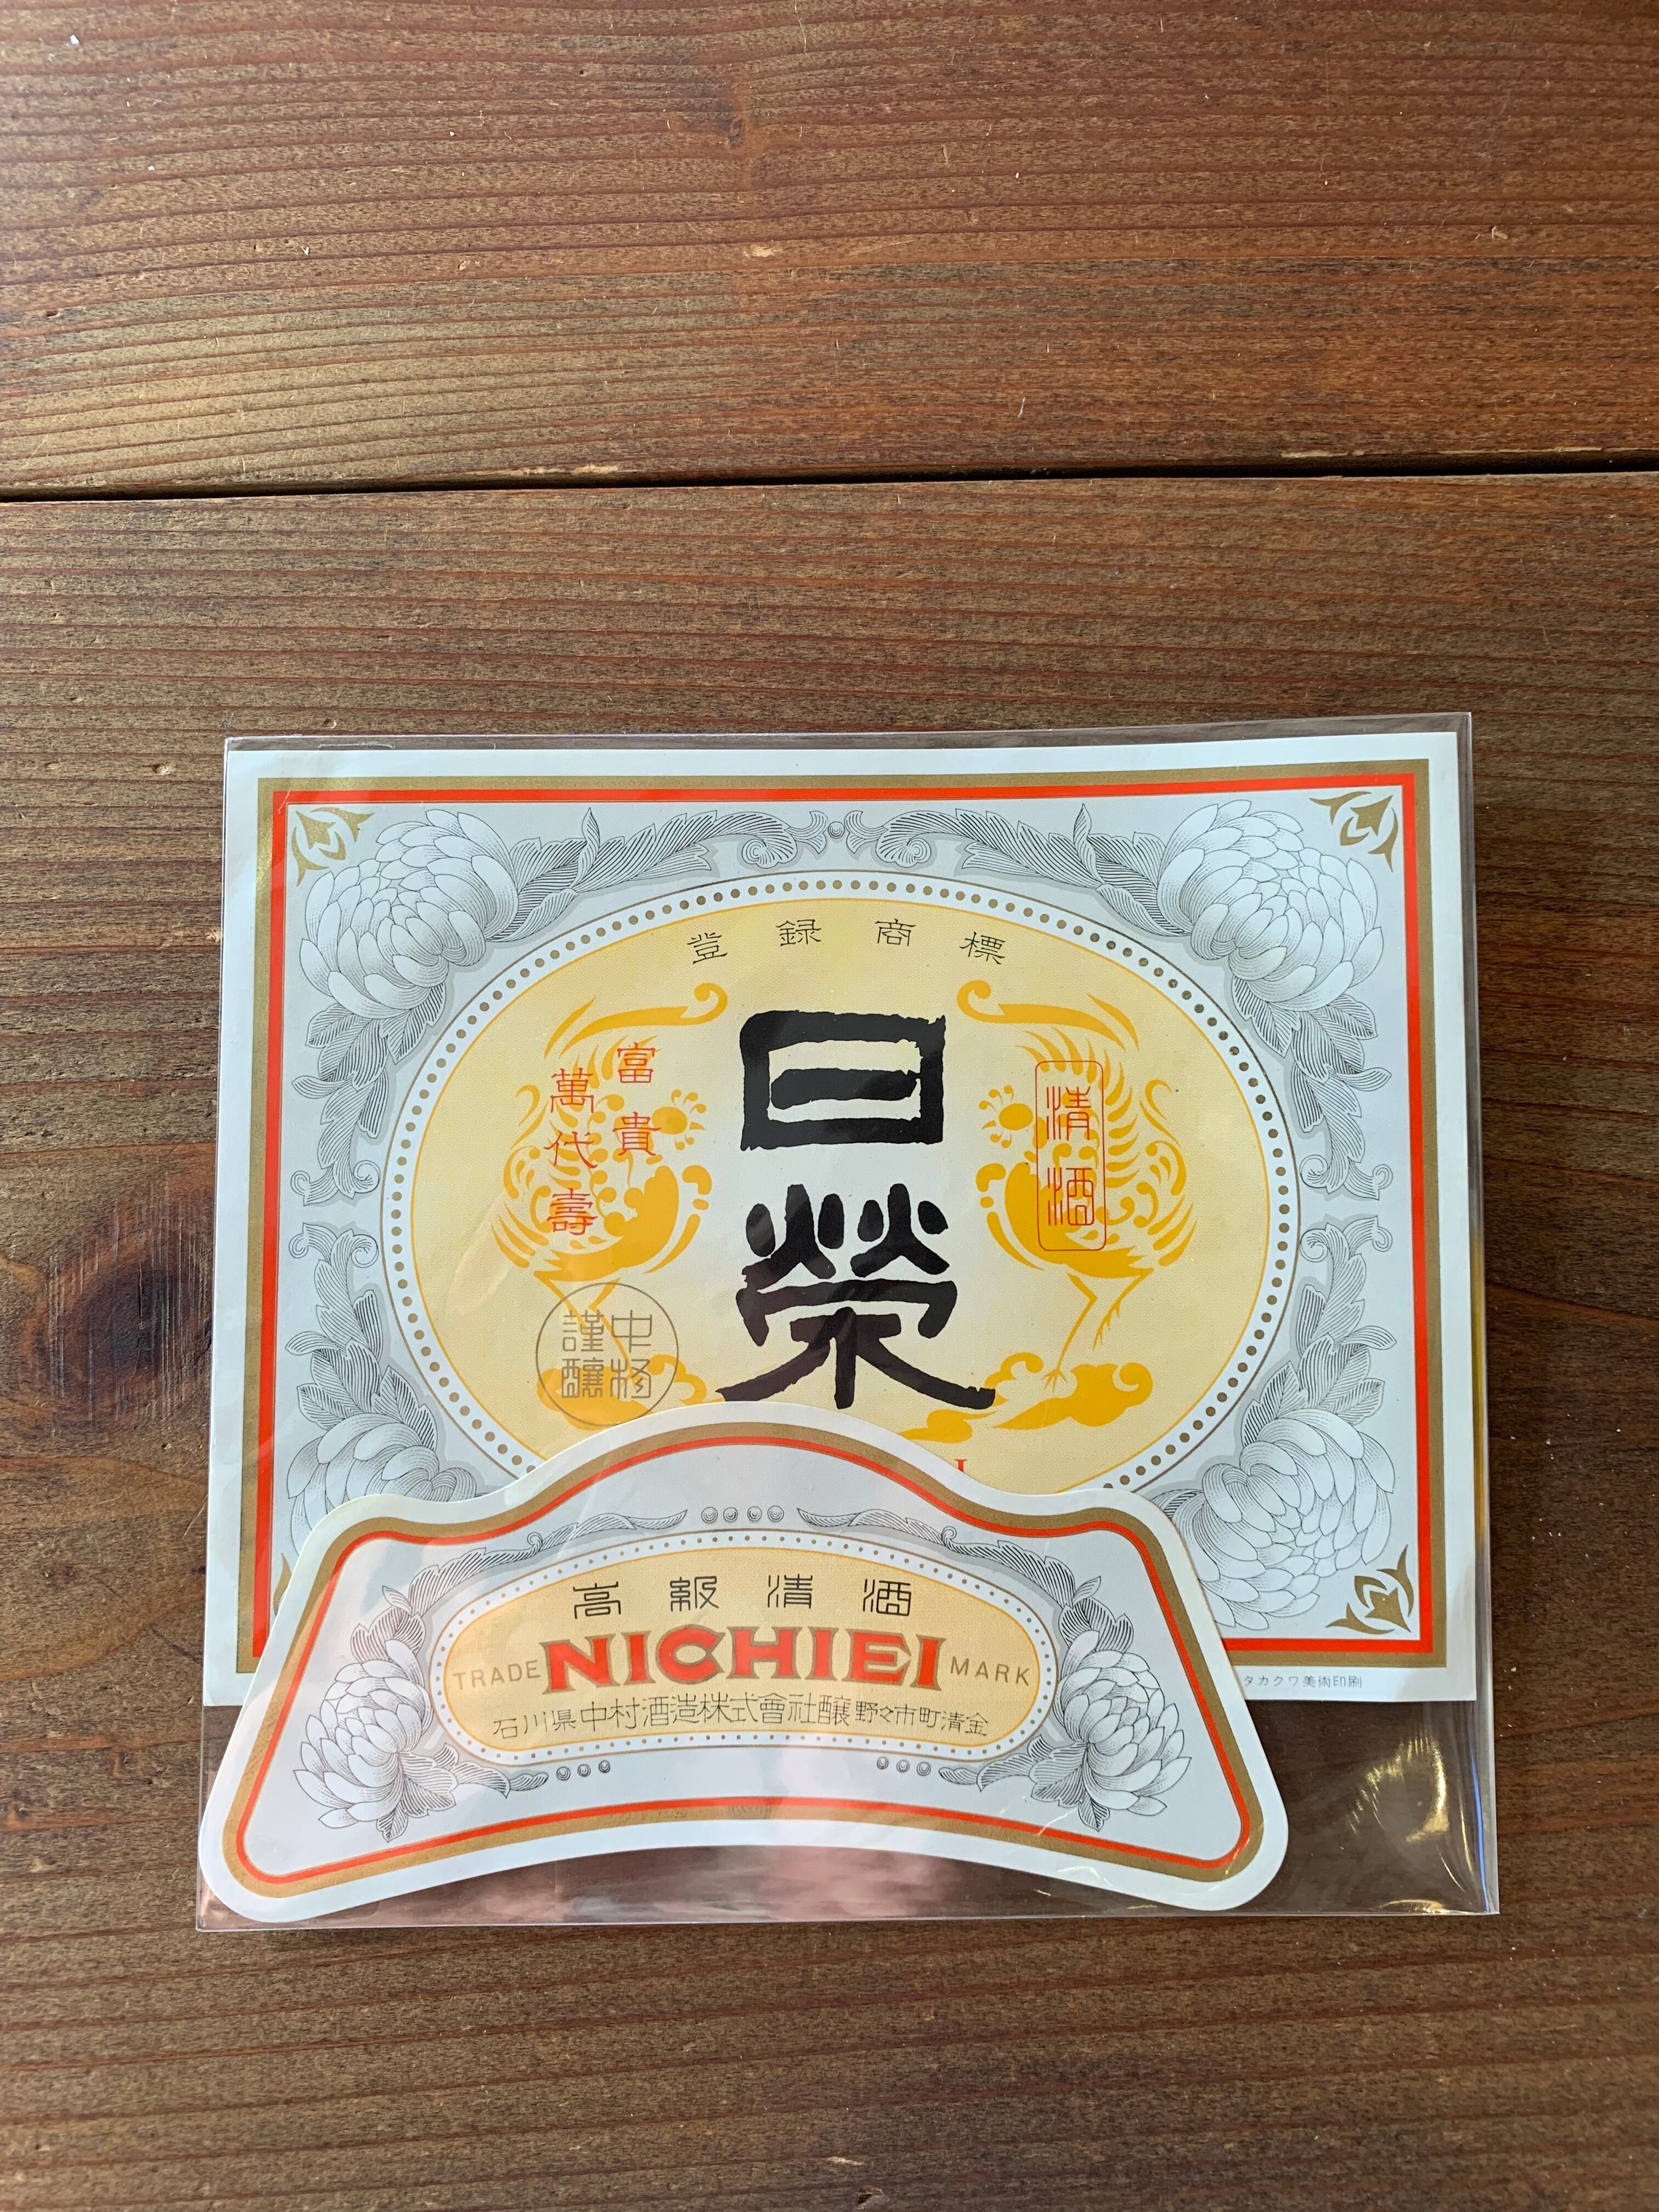 登録商標
清酒
日榮
富貴
萬代壽
中村
謹醸
高級清酒
TRADE NICHIEI MARK
石川県中村酒造株式會社醸野々市町清金
タカクワ美術印刷